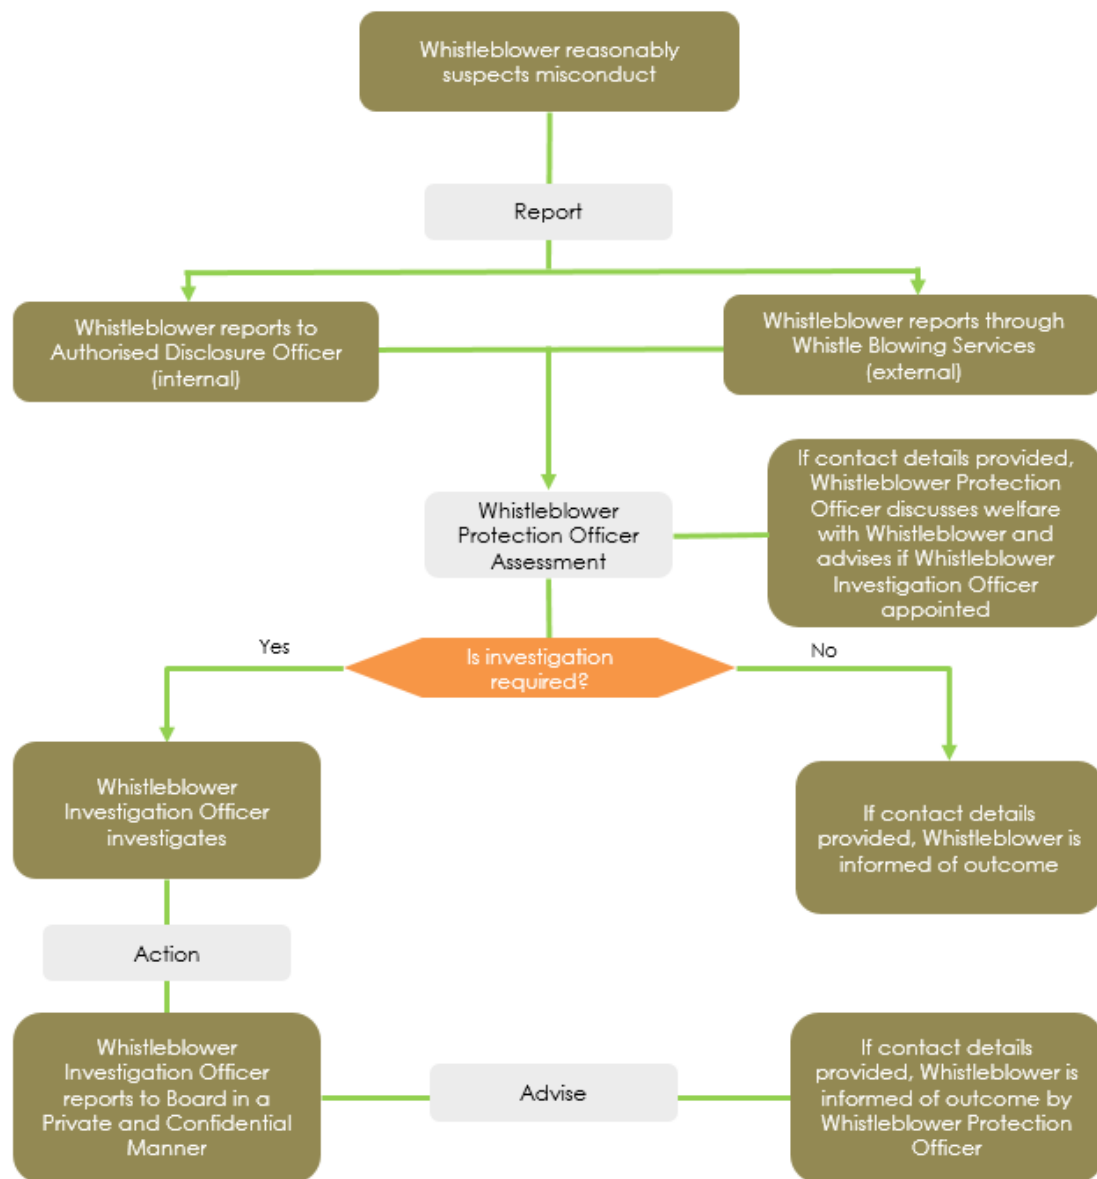 Whistleblower reasonably
suspects misconduct
Report
Whistleblower reports to
Authorised Disclosure Officer
(internal)
Whistleblower reports through
Whistle Blowing Services
(external)
Whistleblower
Protection Officer
Assessment
If contact details provided,
Whistleblower Protection
Officer discusses welfare
with Whistleblower and
advises if Whistleblower
Investigation Officer
appointed
Yes
Is investigation
required?
No
Whistleblower
Investigation Officer
investigates
If contact details
provided, Whistleblower is
informed of outcome
Action
Whistleblower
Investigation Officer
reports to Board in a
Private and Confidential
Manner
Advise
If contact details
provided, Whistleblower is
informed of outcome by
Whistleblower Protection
Officer